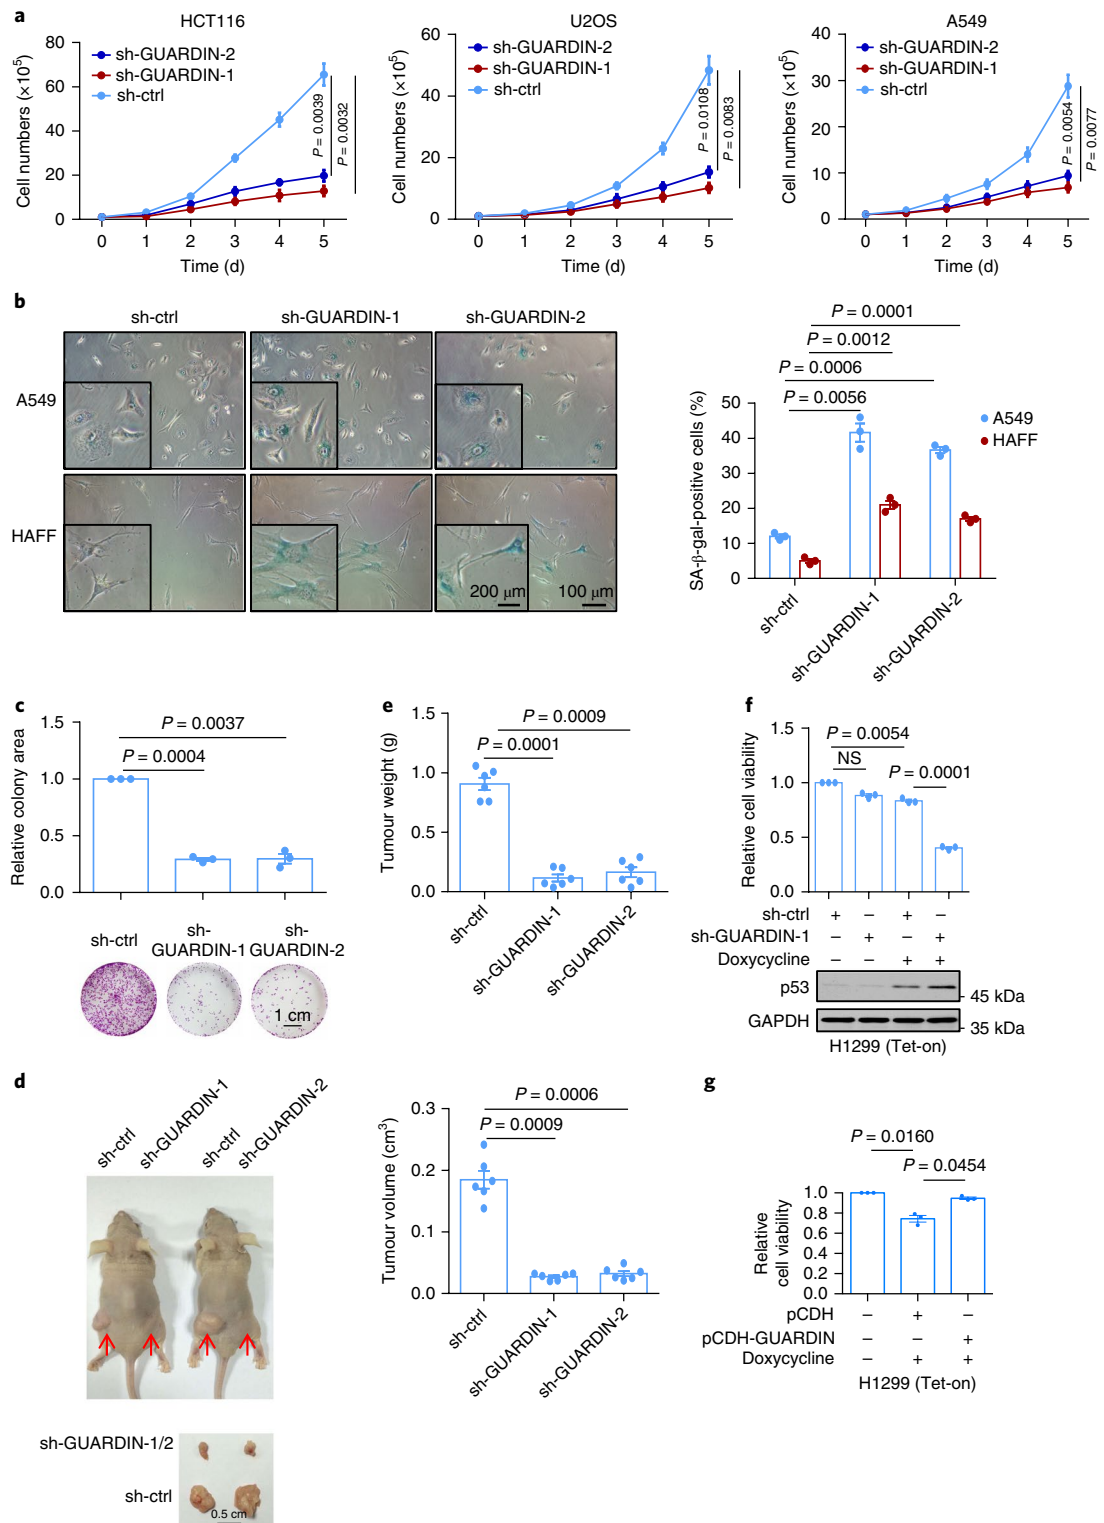 a
HCT116
Cell numbers (×10⁵)
80
60
40
20
0
sh-GUARDIN-2
sh-GUARDIN-1
sh-ctrl
P = 0.0039
P = 0.0032
0 1 2 3 4 5
Time (d)
U2OS
Cell numbers (×10⁵)
60
40
20
0
sh-GUARDIN-2
sh-GUARDIN-1
sh-ctrl
P = 0.0108
P = 0.0083
0 1 2 3 4 5
Time (d)
A549
Cell numbers (×10⁵)
40
30
20
10
0
sh-GUARDIN-2
sh-GUARDIN-1
sh-ctrl
P = 0.0054
P = 0.0077
0 1 2 3 4 5
Time (d)
b
sh-ctrl sh-GUARDIN-1 sh-GUARDIN-2
A549
HAFF
200 μm 100 μm
P = 0.0001
P = 0.0012
P = 0.0006
P = 0.0056
SA-β-gal-positive cells (%)
50
40
30
20
10
0
A549
HAFF
sh-ctrl
sh-GUARDIN-1
sh-GUARDIN-2
c
Relative colony area
1.5
1.0
0.5
0.0
P = 0.0037
P = 0.0004
sh-ctrl
sh-GUARDIN-1
sh-GUARDIN-2
1 cm
e
Tumour weight (g)
1.5
1.0
0.5
0.0
P = 0.0009
P = 0.0001
sh-ctrl
sh-GUARDIN-1
sh-GUARDIN-2
f
Relative cell viability
1.5
1.0
0.5
0.0
P = 0.0054
NS
P = 0.0001
sh-ctrl + – + –
sh-GUARDIN-1 – + – +
Doxycycline – – + +
p53
- 45 kDa
GAPDH
- 35 kDa
H1299 (Tet-on)
d
sh-ctrl
sh-GUARDIN-1
sh-ctrl
sh-GUARDIN-2
sh-GUARDIN-1/2
sh-ctrl
0.5 cm
Tumour volume (cm³)
0.3
0.2
0.1
0.0
P = 0.0006
P = 0.0009
sh-ctrl
sh-GUARDIN-1
sh-GUARDIN-2
g
Relative
cell viability
1.0
0.8
0.6
0.4
0.2
0.0
P = 0.0160
P = 0.0454
pCDH – + –
pCDH-GUARDIN – – +
Doxycycline – + +
H1299 (Tet-on)